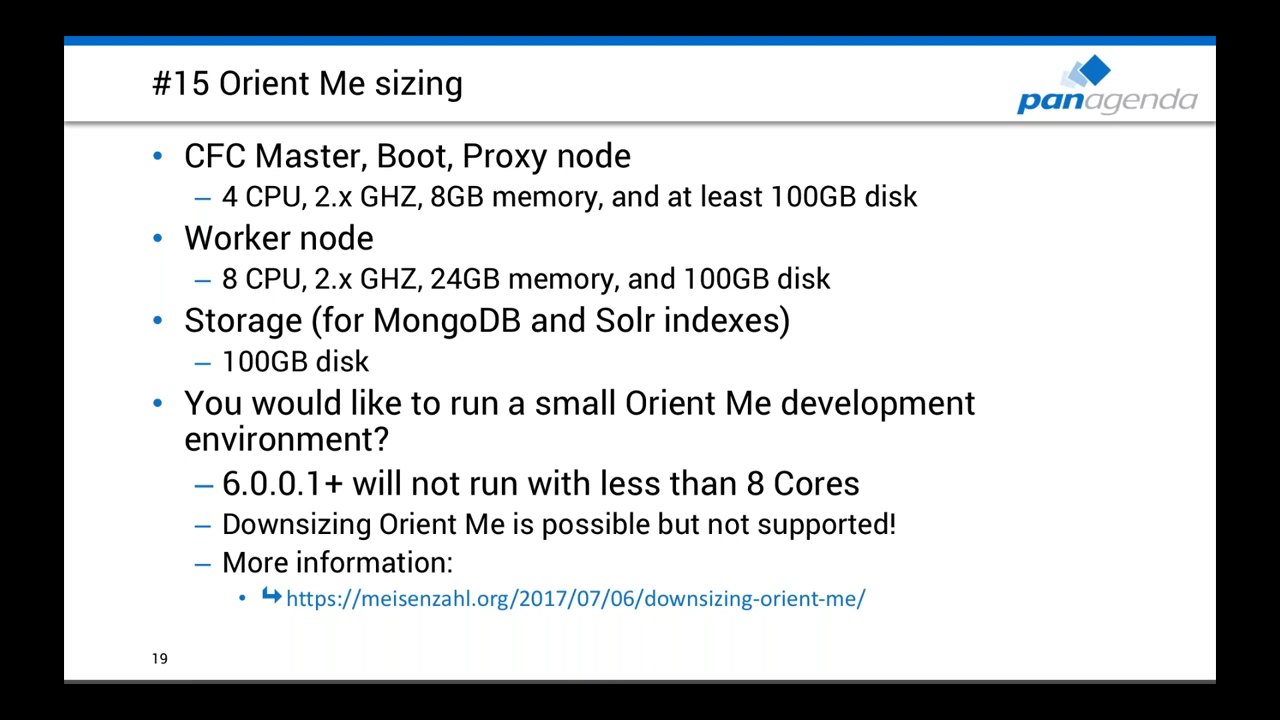 #15 Orient Me sizing
panagenda
• CFC Master, Boot, Proxy node
– 4 CPU, 2.x GHZ, 8GB memory, and at least 100GB disk
• Worker node
– 8 CPU, 2.x GHZ, 24GB memory, and 100GB disk
• Storage (for MongoDB and Solr indexes)
– 100GB disk
• You would like to run a small Orient Me development
environment?
– 6.0.0.1+ will not run with less than 8 Cores
– Downsizing Orient Me is possible but not supported!
– More information:
• ↳ https://meisenzahl.org/2017/07/06/downsizing-orient-me/
19